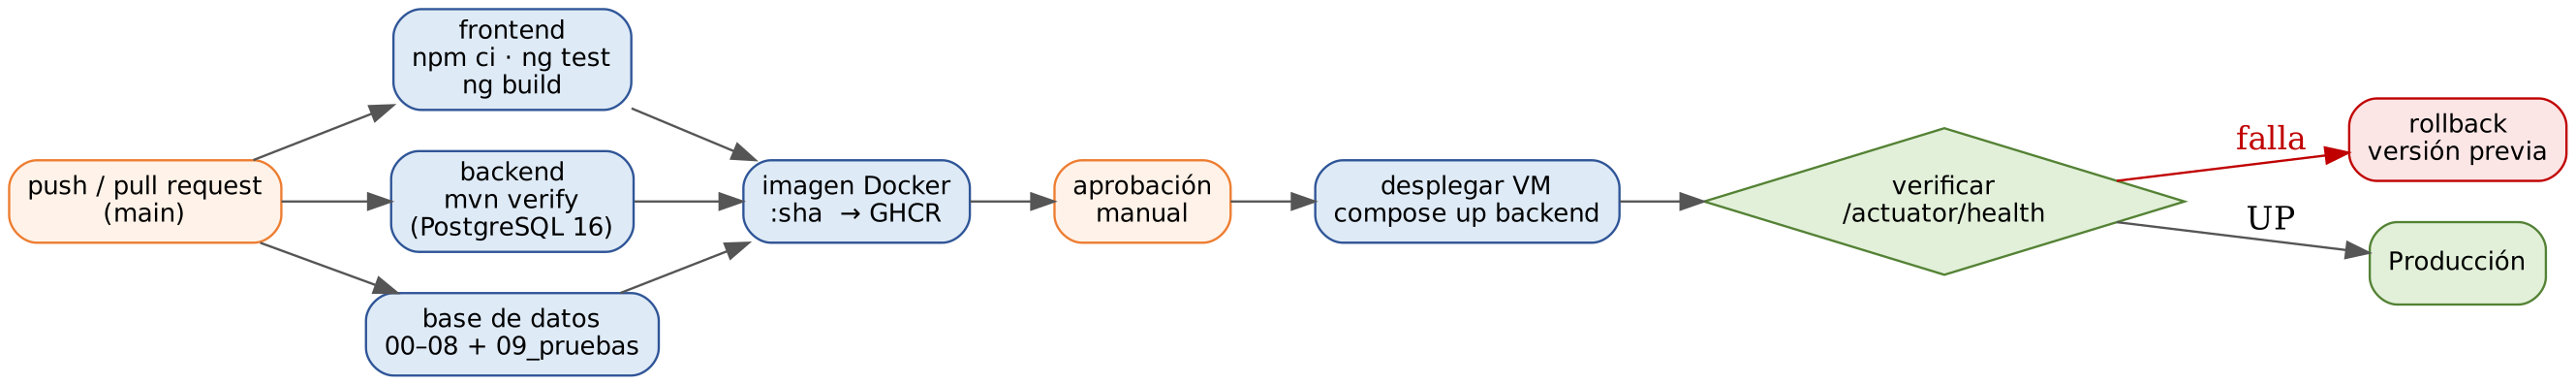 push / pull request
(main)
frontend
npm ci · ng test
ng build
backend
mvn verify
(PostgreSQL 16)
base de datos
00–08 + 09_pruebas
imagen Docker
:sha → GHCR
aprobación
manual
desplegar VM
compose up backend
verificar
/actuator/health
falla
UP
rollback
versión previa
Producción